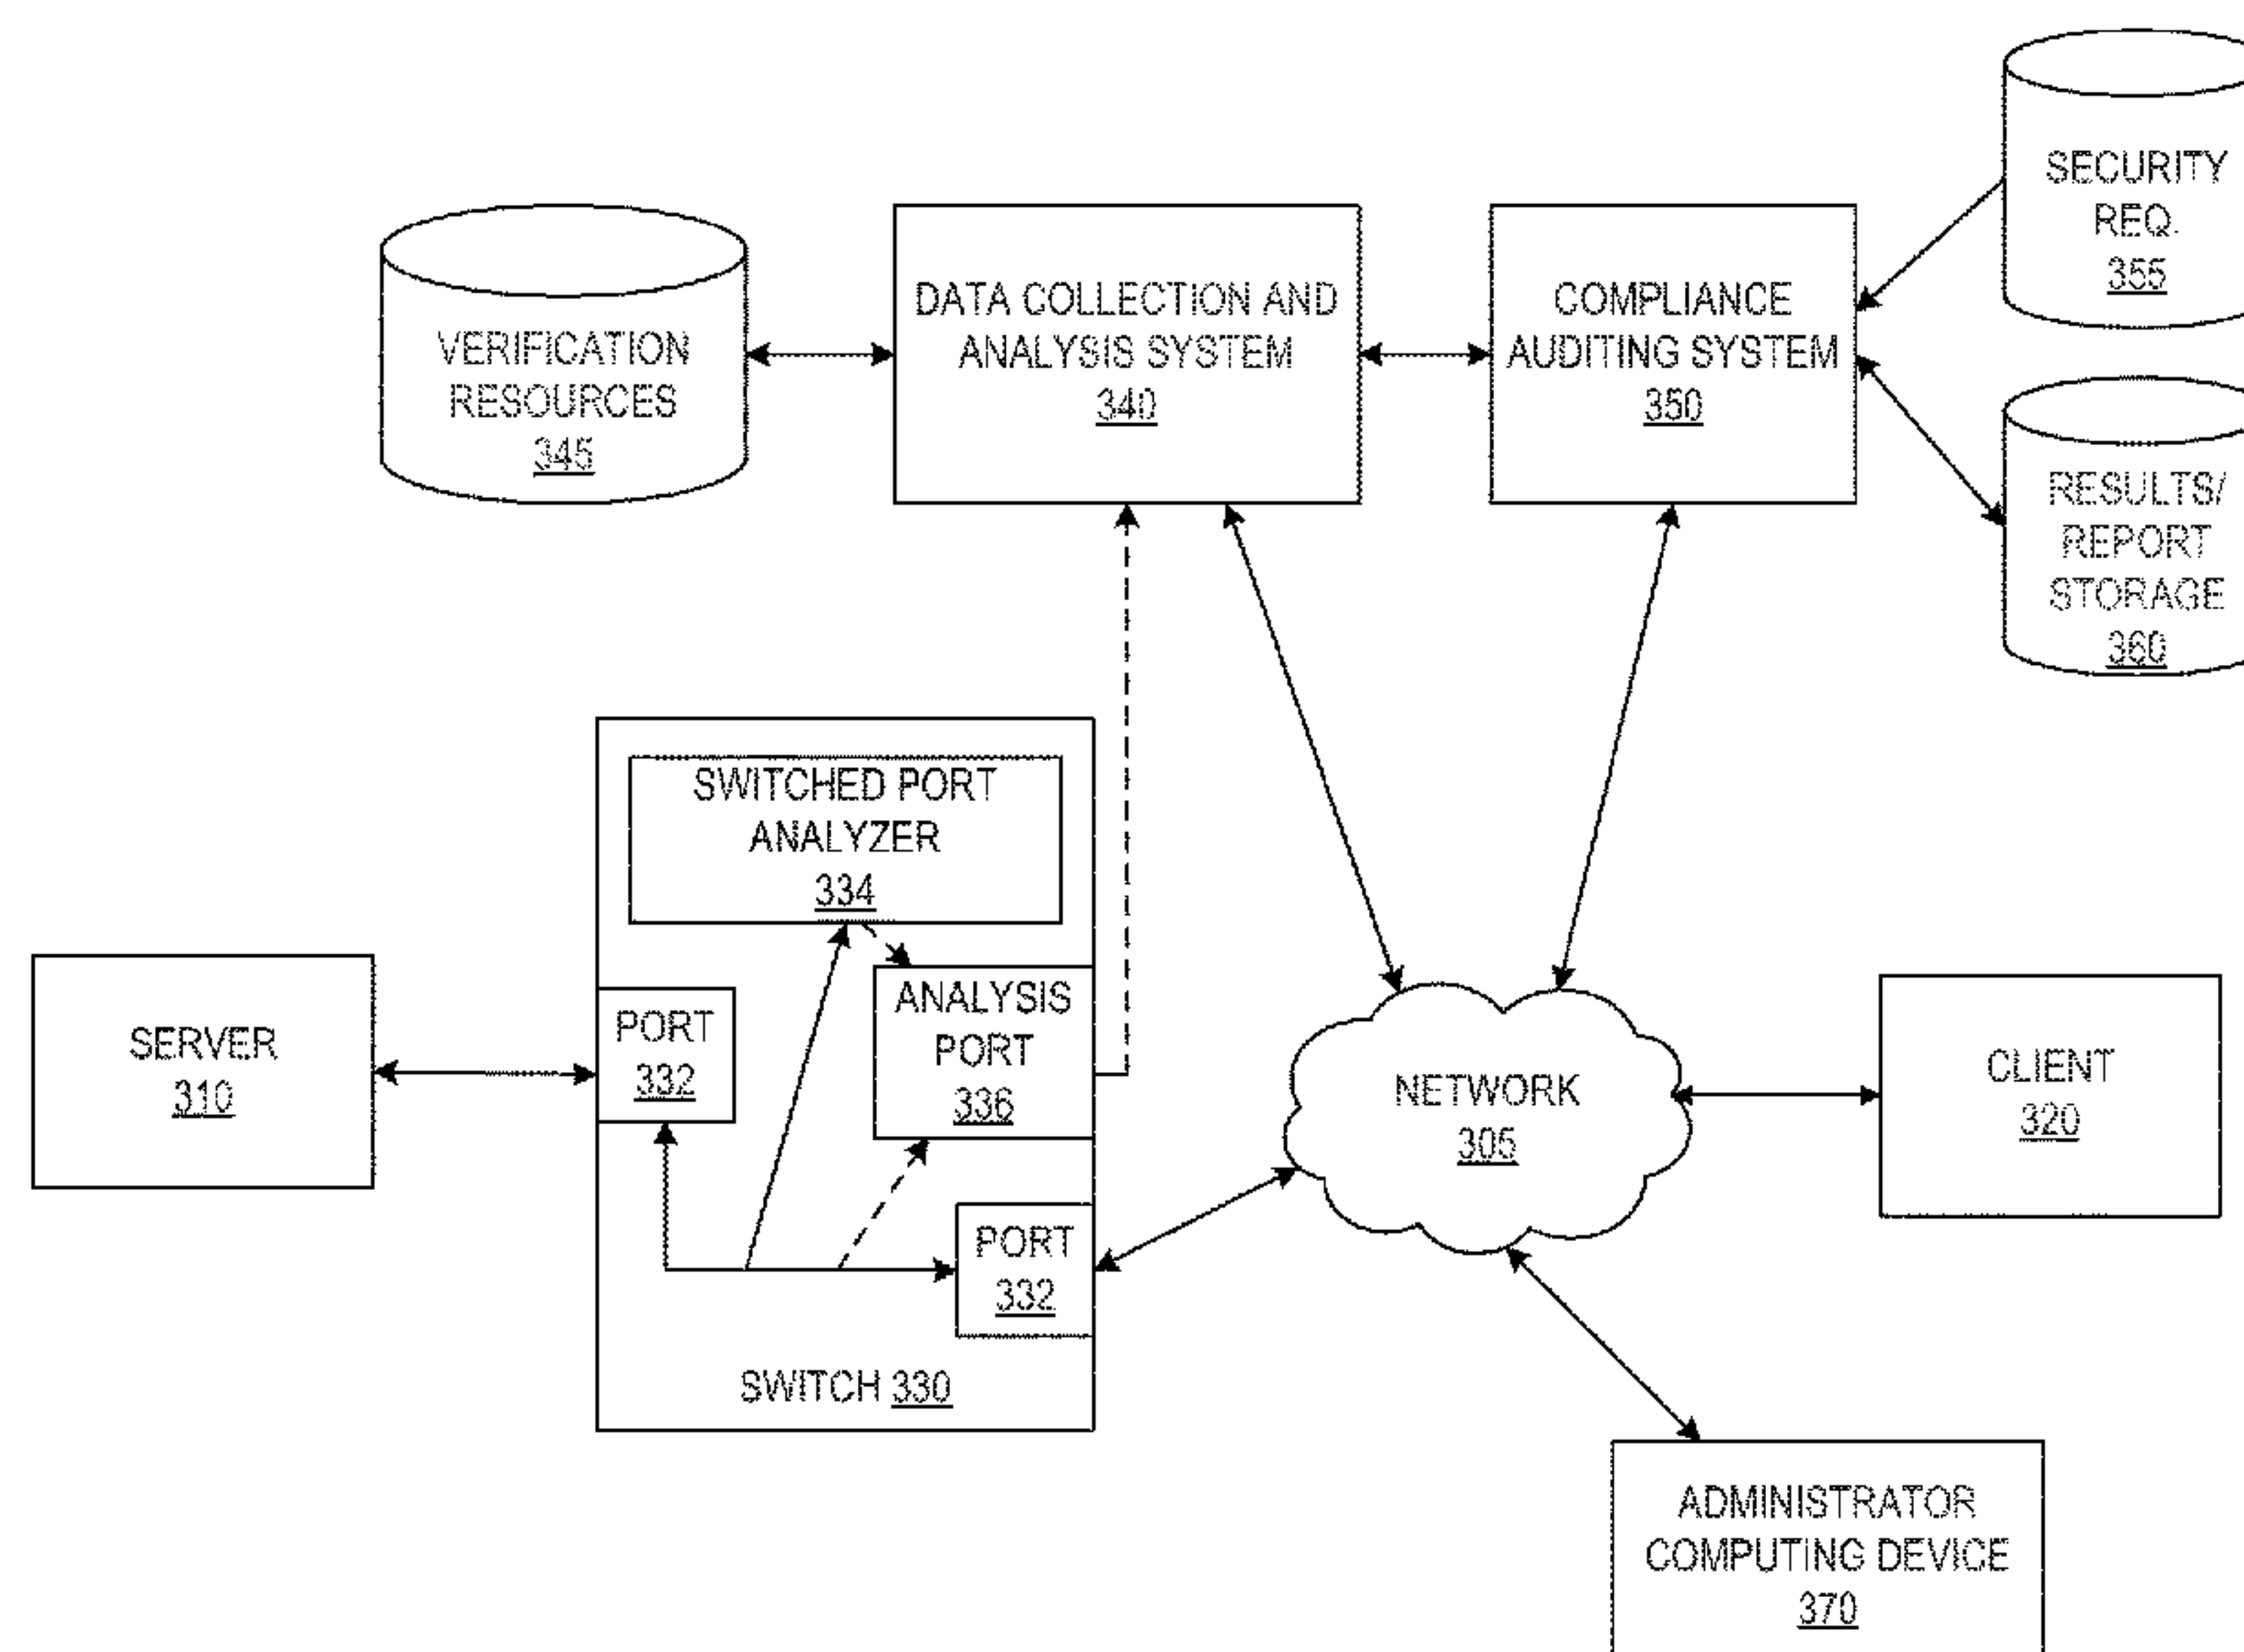 SECURITY
REQ.
355
VERIFICATION
RESOURCES
345
DATA COLLECTION AND
ANALYSIS SYSTEM
340
COMPLIANCE
AUDITING SYSTEM
350
RESULTS/
REPORT
STORAGE
360
SWITCHED PORT
ANALYZER
334
SERVER
310
PORT
332
ANALYSIS
PORT
336
PORT
332
SWITCH 330
NETWORK
305
CLIENT
320
ADMINISTRATOR
COMPUTING DEVICE
370